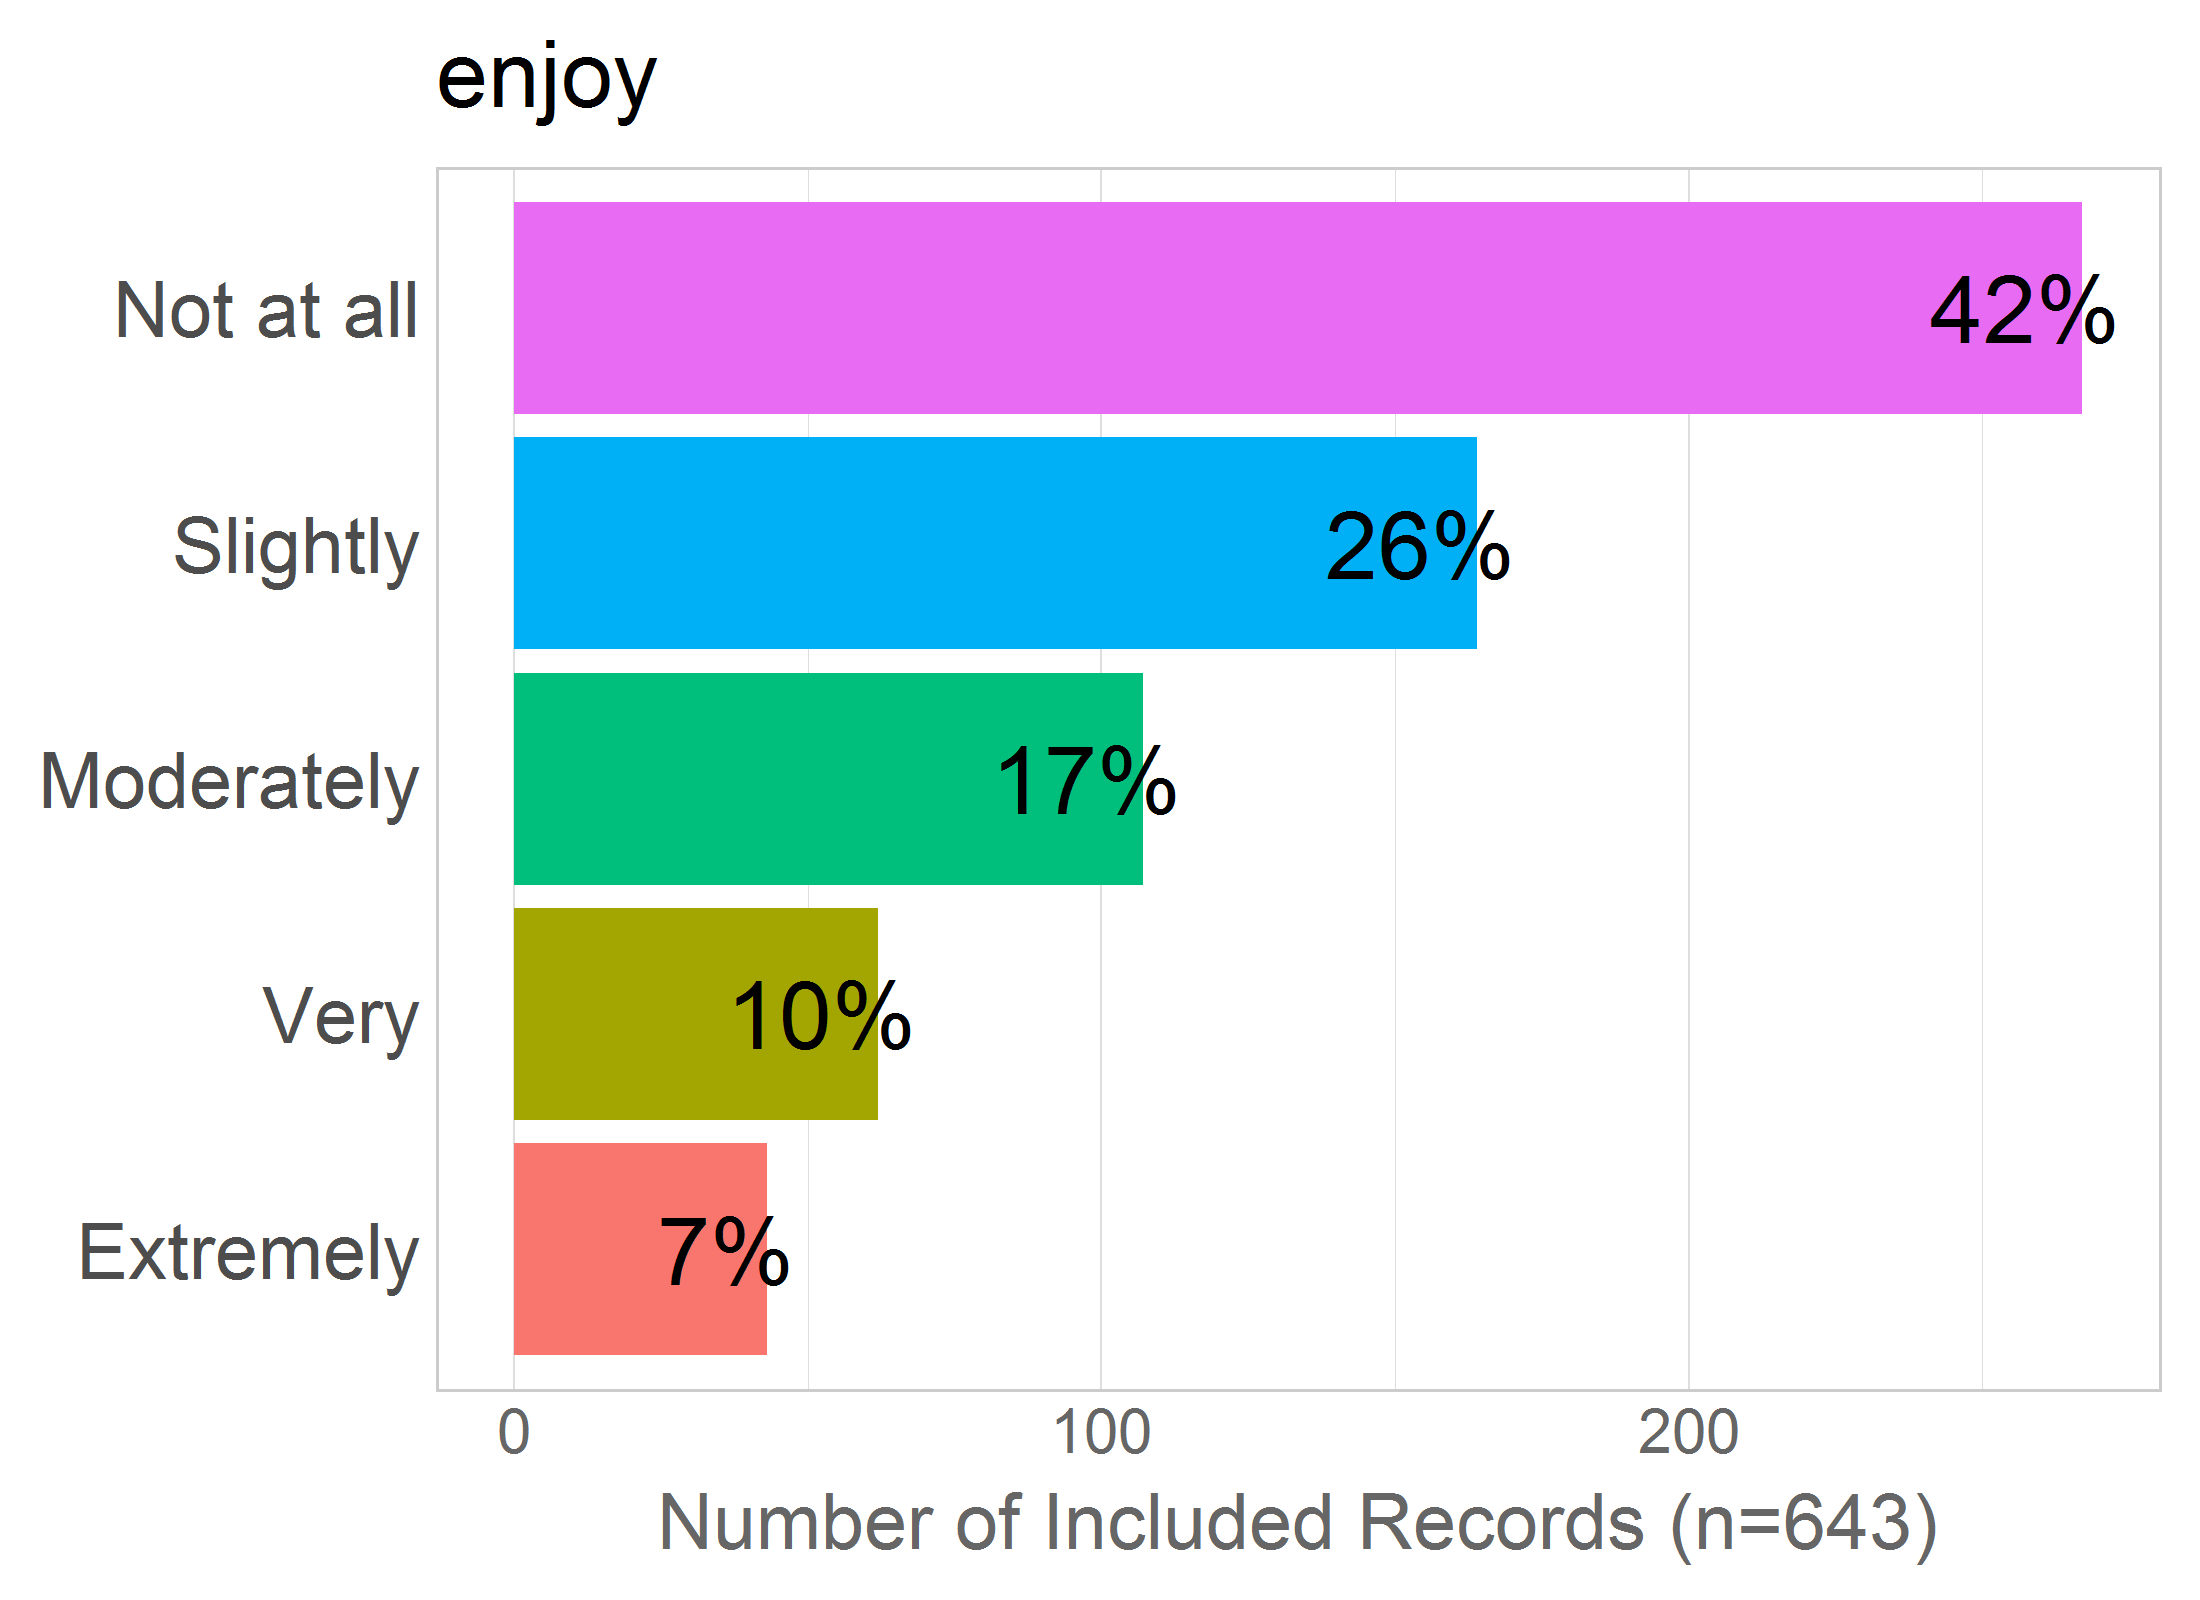 enjoy
Not at all
42%
Slightly
26%
Moderately
17%
Very
10%
Extremely
7%
0 100 200
Number of Included Records (n=643)